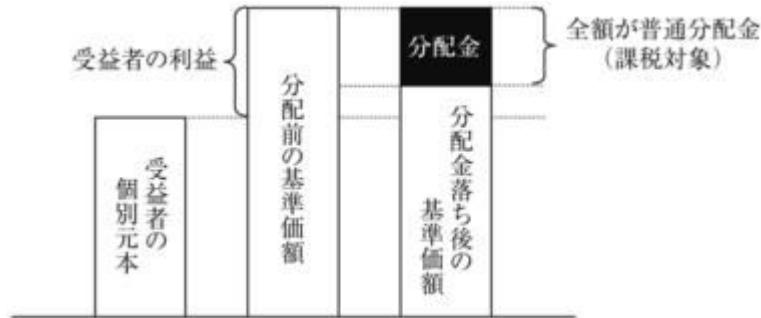 受益者の利益
受益者の
個別元本
分配前の基準価額
分配金
分配金落ち後の
基準価額
全額が普通分配金
（課税対象）